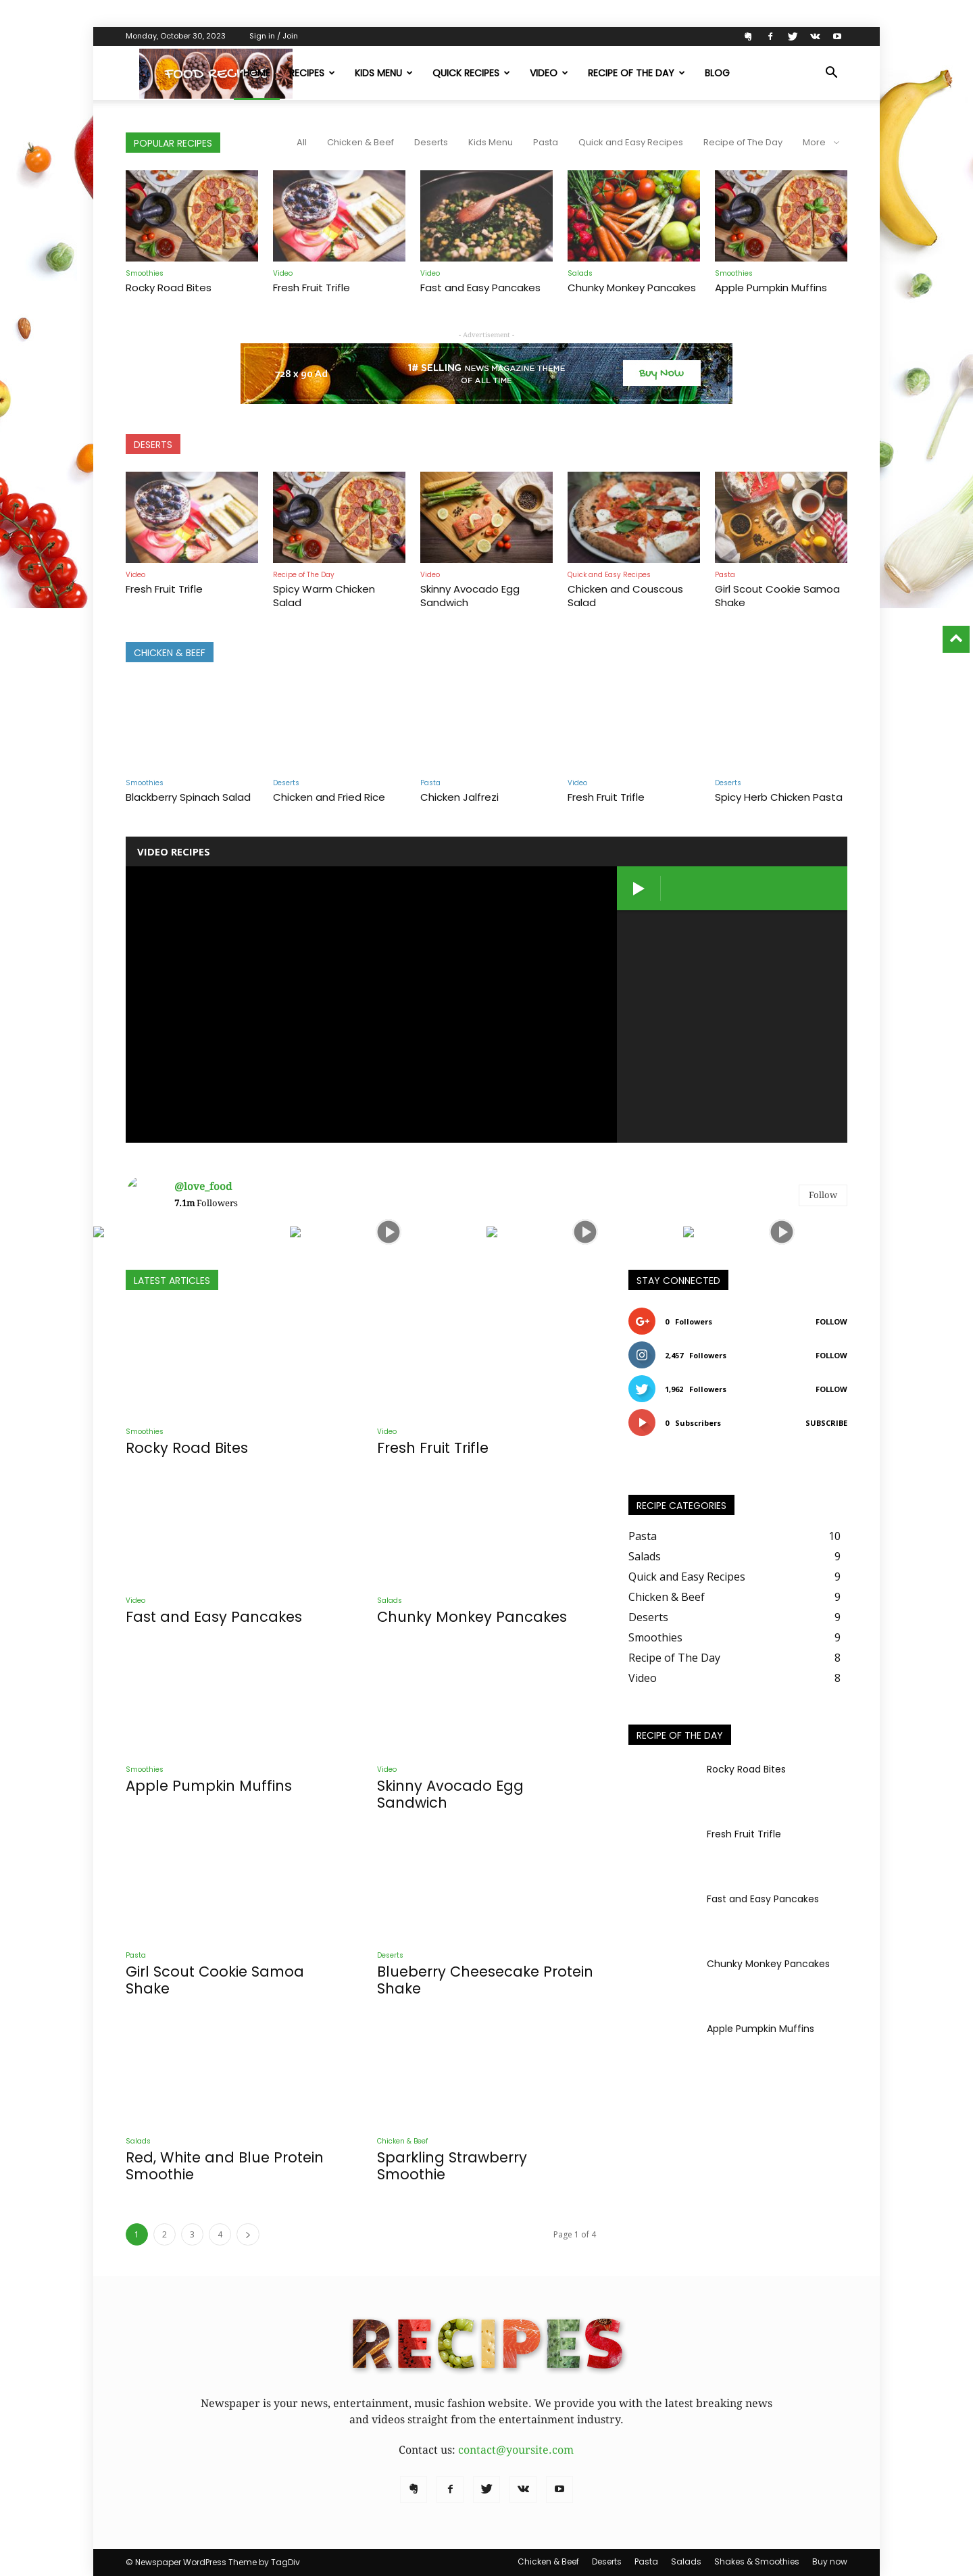 Monday, October 30, 2023 Sign in / Join
FOOD RECI HOME RECIPES KIDS MENU QUICK RECIPES VIDEO RECIPE OF THE DAY BLOG
POPULAR RECIPES All Chicken & Beef Deserts Kids Menu Pasta Quick and Easy Recipes Recipe of The Day More
Smoothies
Rocky Road Bites
Video
Fresh Fruit Trifle
Video
Fast and Easy Pancakes
Salads
Chunky Monkey Pancakes
Smoothies
Apple Pumpkin Muffins
- Advertisement -
728 x 90 Ad
1# SELLING NEWS MAGAZINE THEME
OF ALL TIME
Buy Now
DESERTS
Video
Fresh Fruit Trifle
Recipe of The Day
Spicy Warm Chicken
Salad
Video
Skinny Avocado Egg
Sandwich
Quick and Easy Recipes
Chicken and Couscous
Salad
Pasta
Girl Scout Cookie Samoa
Shake
CHICKEN & BEEF
Smoothies
Blackberry Spinach Salad
Deserts
Chicken and Fried Rice
Pasta
Chicken Jalfrezi
Video
Fresh Fruit Trifle
Deserts
Spicy Herb Chicken Pasta
VIDEO RECIPES
@love_food
7.1m Followers
Follow
LATEST ARTICLES
Smoothies
Rocky Road Bites
Video
Fresh Fruit Trifle
Video
Fast and Easy Pancakes
Salads
Chunky Monkey Pancakes
Smoothies
Apple Pumpkin Muffins
Video
Skinny Avocado Egg
Sandwich
Pasta
Girl Scout Cookie Samoa
Shake
Deserts
Blueberry Cheesecake Protein
Shake
Salads
Red, White and Blue Protein
Smoothie
Chicken & Beef
Sparkling Strawberry
Smoothie
1 2 3 4 Page 1 of 4
STAY CONNECTED
0 Followers FOLLOW
2,457 Followers FOLLOW
1,962 Followers FOLLOW
0 Subscribers SUBSCRIBE
RECIPE CATEGORIES
Pasta 10
Salads 9
Quick and Easy Recipes 9
Chicken & Beef 9
Deserts 9
Smoothies 9
Recipe of The Day 8
Video 8
RECIPE OF THE DAY
Rocky Road Bites
Fresh Fruit Trifle
Fast and Easy Pancakes
Chunky Monkey Pancakes
Apple Pumpkin Muffins
RECIPES
Newspaper is your news, entertainment, music fashion website. We provide you with the latest breaking news
and videos straight from the entertainment industry.
Contact us: contact@yoursite.com
© Newspaper WordPress Theme by TagDiv
Chicken & Beef Deserts Pasta Salads Shakes & Smoothies Buy now